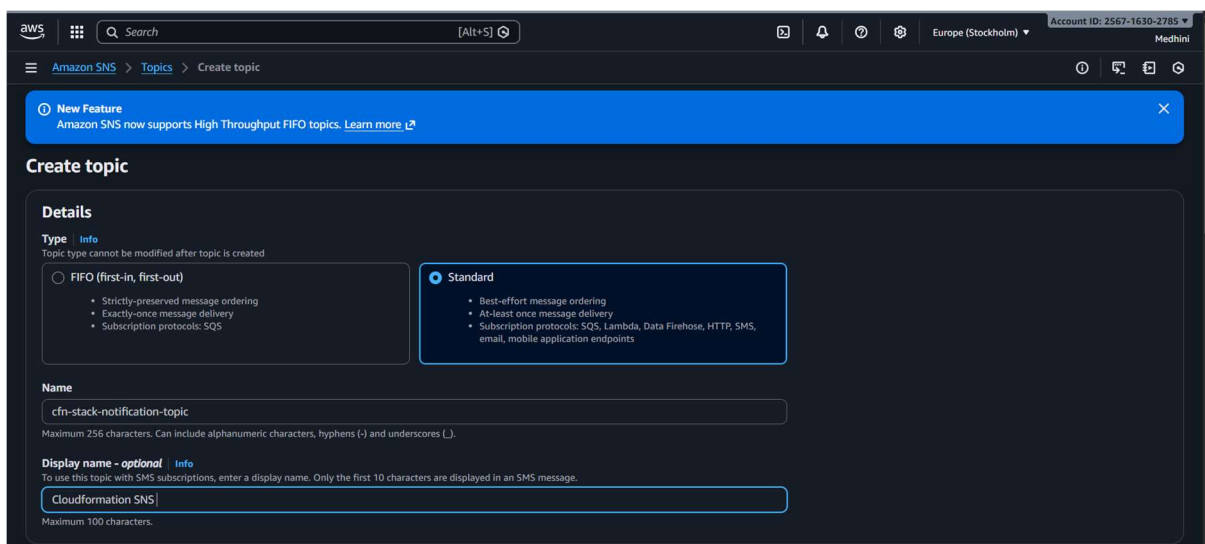 aws
Search
[Alt+S]
Europe (Stockholm) ▼
Account ID: 2567-1630-2785 ▼
Medhini
Amazon SNS > Topics > Create topic
New Feature
Amazon SNS now supports High Throughput FIFO topics. Learn more
Create topic
Details
Type | Info
Topic type cannot be modified after topic is created
FIFO (first-in, first-out)
• Strictly-preserved message ordering
• Exactly-once message delivery
• Subscription protocols: SQS
Standard
• Best-effort message ordering
• At-least once message delivery
• Subscription protocols: SQS, Lambda, Data Firehose, HTTP, SMS,
email, mobile application endpoints
Name
cfn-stack-notification-topic
Maximum 256 characters. Can include alphanumeric characters, hyphens (-) and underscores (_).
Display name - optional | Info
To use this topic with SMS subscriptions, enter a display name. Only the first 10 characters are displayed in an SMS message.
Cloudformation SNS
Maximum 100 characters.